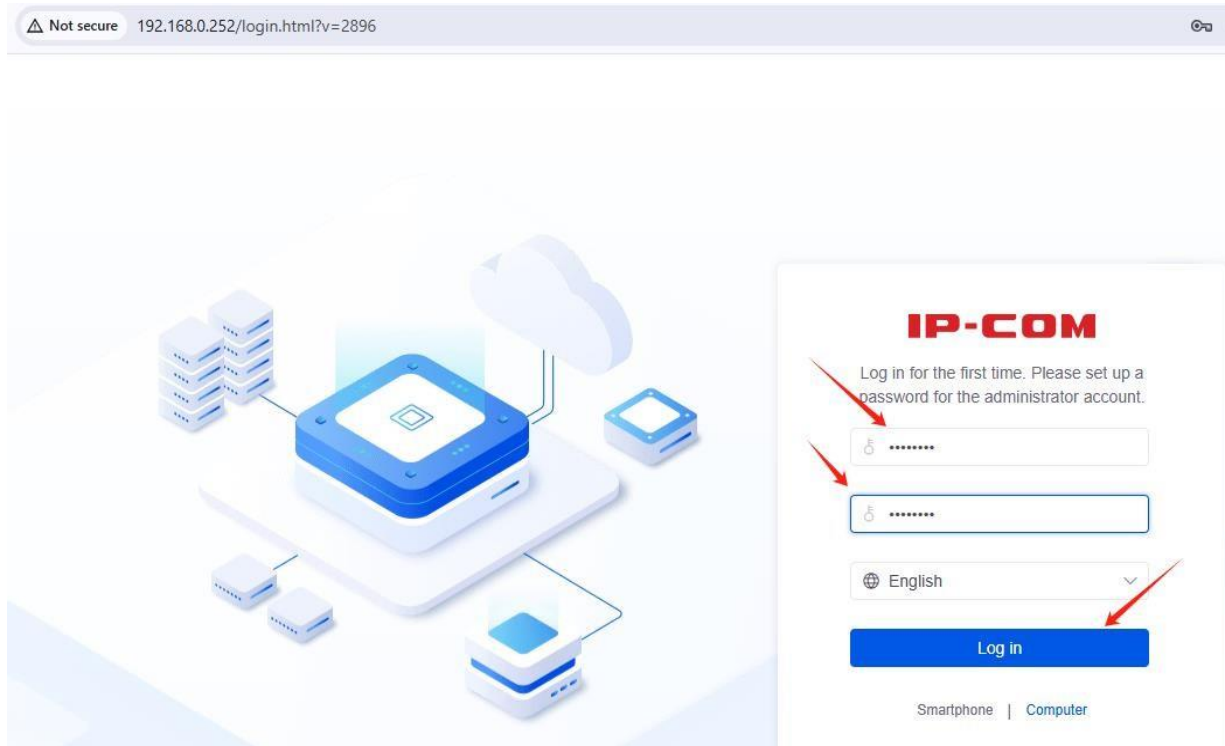 Not secure 192.168.0.252/login.html?v=2896
IP-COM
Log in for the first time. Please set up a
password for the administrator account.
••••••••
••••••••
English
Log in
Smartphone | Computer